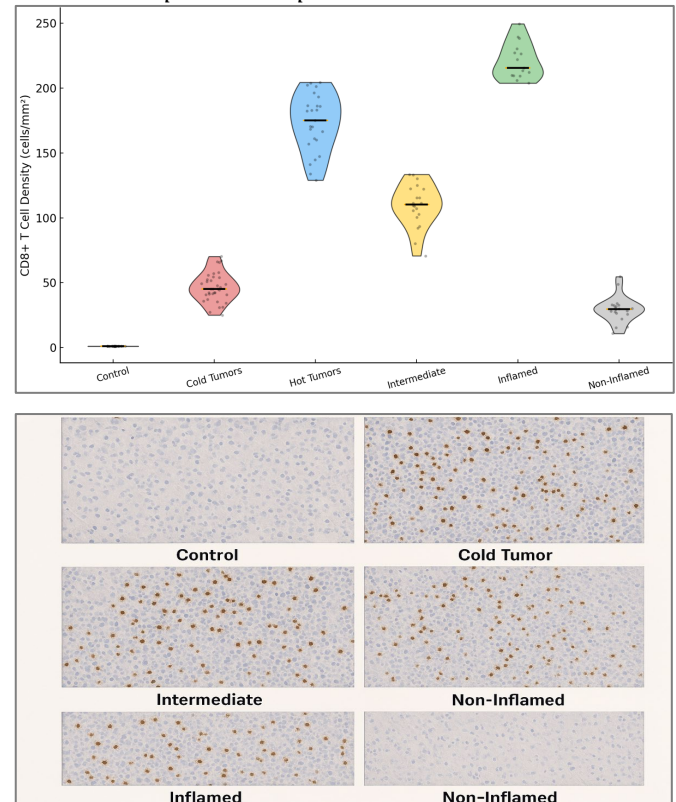 250
200
150
100
50
0
CD8+ T Cell Density (cells/mm²)
Control
Cold Tumors
Hot Tumors
Intermediate
Inflamed
Non-Inflamed
Control
Cold Tumor
Intermediate
Non-Inflamed
Inflamed
Non-Inflamed